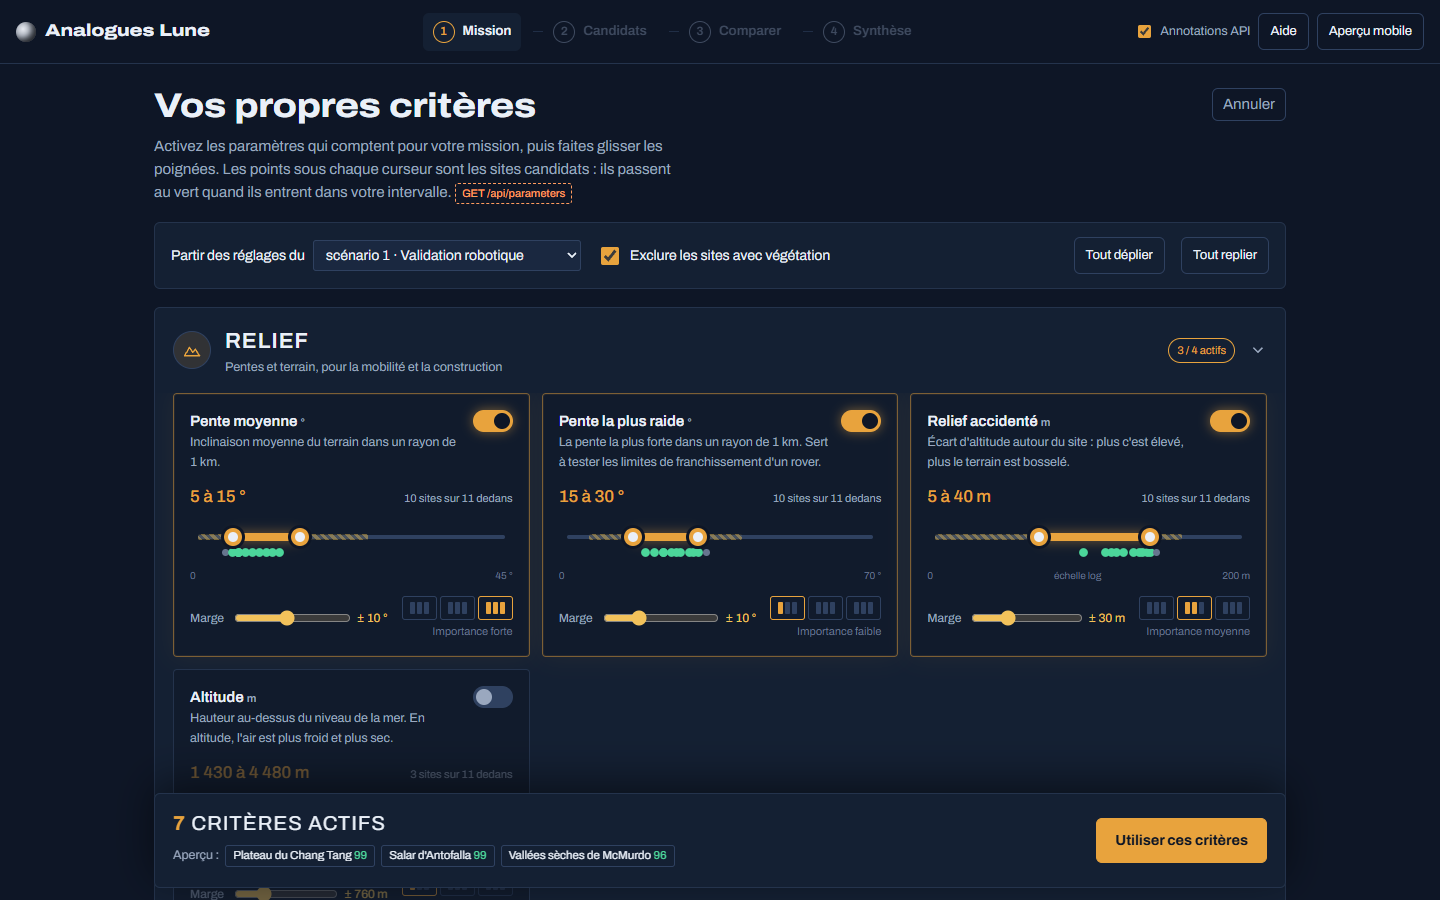 Analogues Lune
1 Mission
2 Candidats
3 Comparer
4 Synthèse
Annotations API
Aide
Aperçu mobile
Vos propres critères
Annuler
Activez les paramètres qui comptent pour votre mission, puis faites glisser les
poignées. Les points sous chaque curseur sont les sites candidats : ils passent
au vert quand ils entrent dans votre intervalle. GET /api/parameters
Partir des réglages du
scénario 1 · Validation robotique
Exclure les sites avec végétation
Tout déplier
Tout replier
RELIEF
Pentes et terrain, pour la mobilité et la construction
3 / 4 actifs
Pente moyenne °
Inclinaison moyenne du terrain dans un rayon de
1 km.
5 à 15 °
10 sites sur 11 dedans
0
45 °
Marge
± 10 °
Importance forte
Pente la plus raide °
La pente la plus forte dans un rayon de 1 km. Sert
à tester les limites de franchissement d'un rover.
15 à 30 °
10 sites sur 11 dedans
0
70 °
Marge
± 10 °
Importance faible
Relief accidenté m
Écart d'altitude autour du site : plus c'est élevé,
plus le terrain est bosselé.
5 à 40 m
10 sites sur 11 dedans
0
échelle log
200 m
Marge
± 30 m
Importance moyenne
Altitude m
Hauteur au-dessus du niveau de la mer. En
altitude, l'air est plus froid et plus sec.
1 430 à 4 480 m
3 sites sur 11 dedans
7 CRITÈRES ACTIFS
Aperçu :
Plateau du Chang Tang 99
Salar d'Antofalla 99
Vallées sèches de McMurdo 96
Utiliser ces critères
Marge
± 760 m